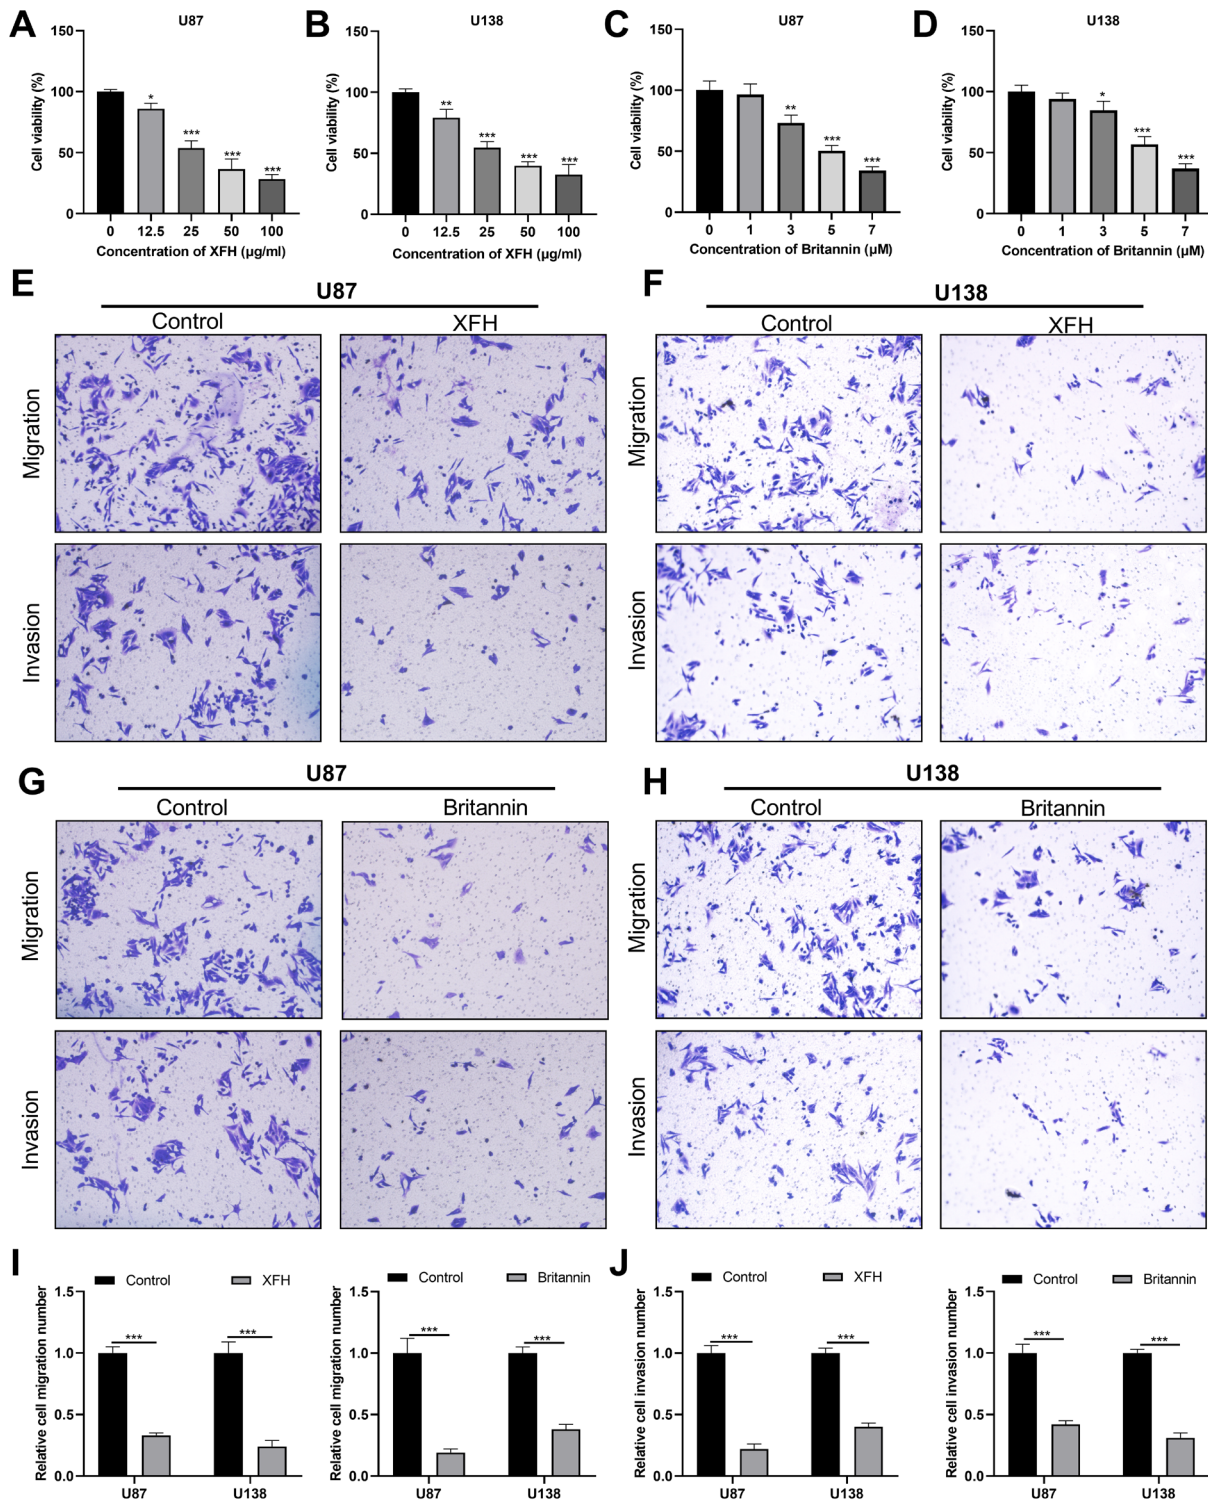 A
U87
Cell viability (%)
150
100
50
0
*
***
***
***
0 12.5 25 50 100
Concentration of XFH (μg/ml)
B
U138
Cell viability (%)
150
100
50
0
**
***
***
***
0 12.5 25 50 100
Concentration of XFH (μg/ml)
C
U87
Cell viability (%)
150
100
50
0
**
***
***
0 1 3 5 7
Concentration of Britannin (μM)
D
U138
Cell viability (%)
150
100
50
0
*
***
***
0 1 3 5 7
Concentration of Britannin (μM)
E
U87
Control XFH
Migration
Invasion
F
U138
Control XFH
Migration
Invasion
G
U87
Control Britannin
Migration
Invasion
H
U138
Control Britannin
Migration
Invasion
I
Control XFH
Relative cell migration number
1.5
1.0
0.5
0.0
*** ***
U87 U138
Control Britannin
Relative cell migration number
1.5
1.0
0.5
0.0
*** ***
U87 U138
J
Control XFH
Relative cell invasion number
1.5
1.0
0.5
0.0
*** ***
U87 U138
Control Britannin
Relative cell invasion number
1.5
1.0
0.5
0.0
*** ***
U87 U138